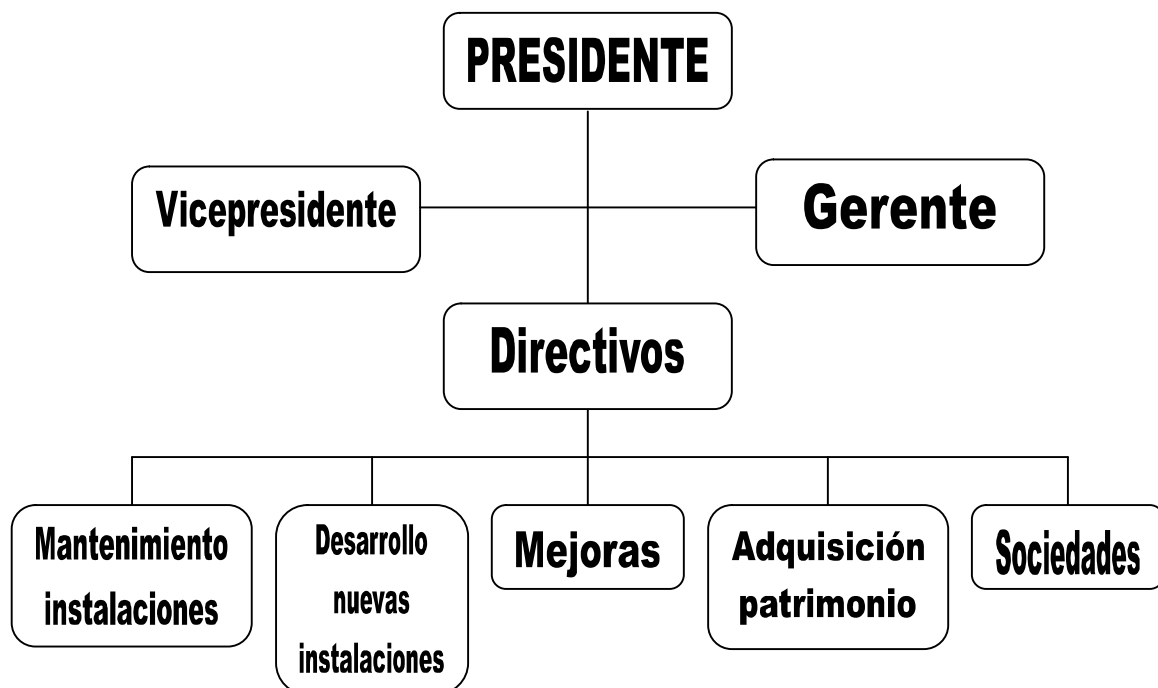 PRESIDENTE
Vicepresidente
Gerente
Directivos
Mantenimiento
instalaciones
Desarrollo
nuevas
instalaciones
Mejoras
Adquisición
patrimonio
Sociedades